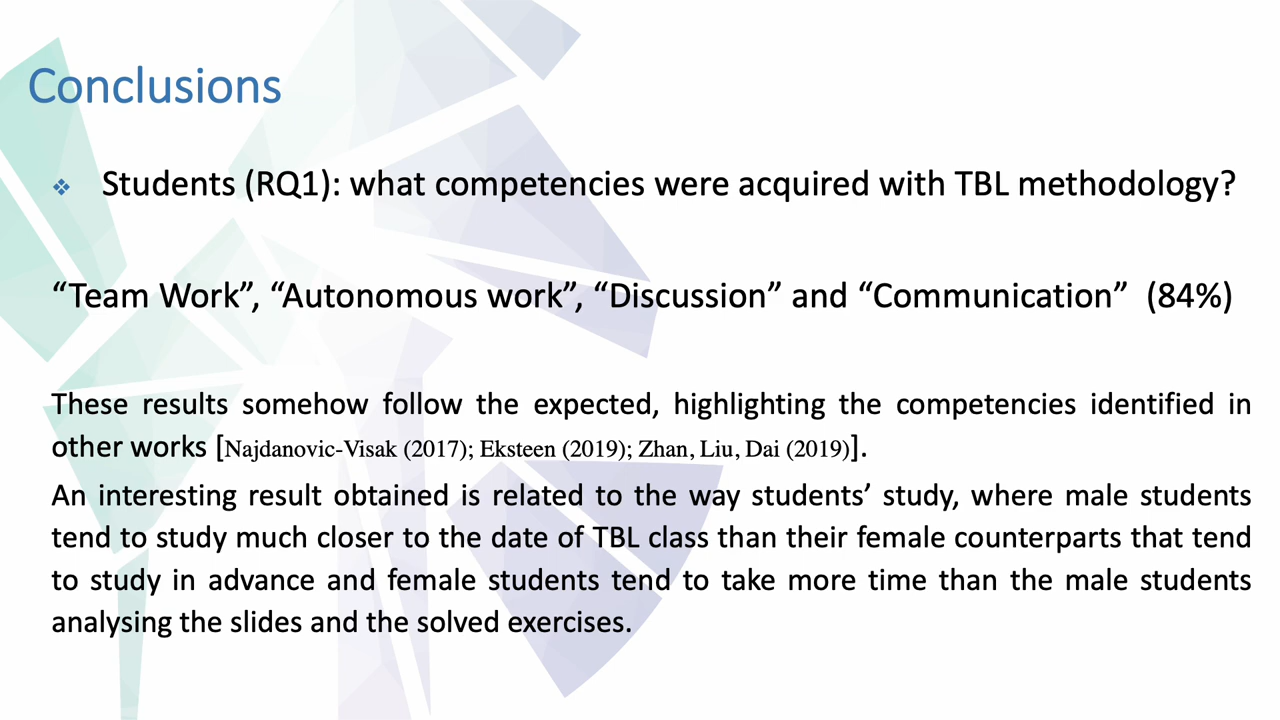 Conclusions
❖ Students (RQ1): what competencies were acquired with TBL methodology?
“Team Work”, “Autonomous work”, “Discussion” and “Communication” (84%)
These results somehow follow the expected, highlighting the competencies identified in
other works [Najdanovic-Visak (2017); Eksteen (2019); Zhan, Liu, Dai (2019)].
An interesting result obtained is related to the way students’ study, where male students
tend to study much closer to the date of TBL class than their female counterparts that tend
to study in advance and female students tend to take more time than the male students
analysing the slides and the solved exercises.